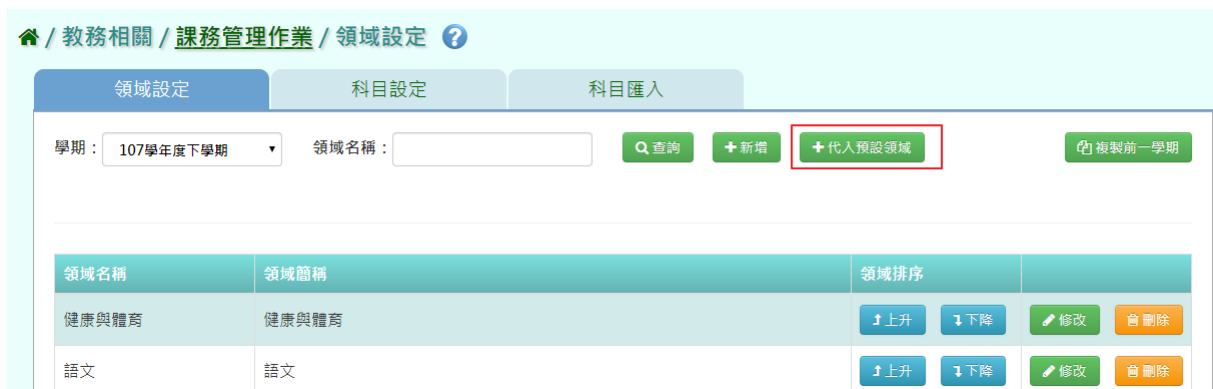 / 教務相關 / 課務管理作業 / 領域設定 ?
領域設定 科目設定 科目匯入
學期： 107學年度下學期 領域名稱： 查詢 新增 代入預設領域 複製前一學期
領域名稱 領域簡稱 領域排序
健康與體育 健康與體育 上升 下降 修改 刪除
語文 語文 上升 下降 修改 刪除